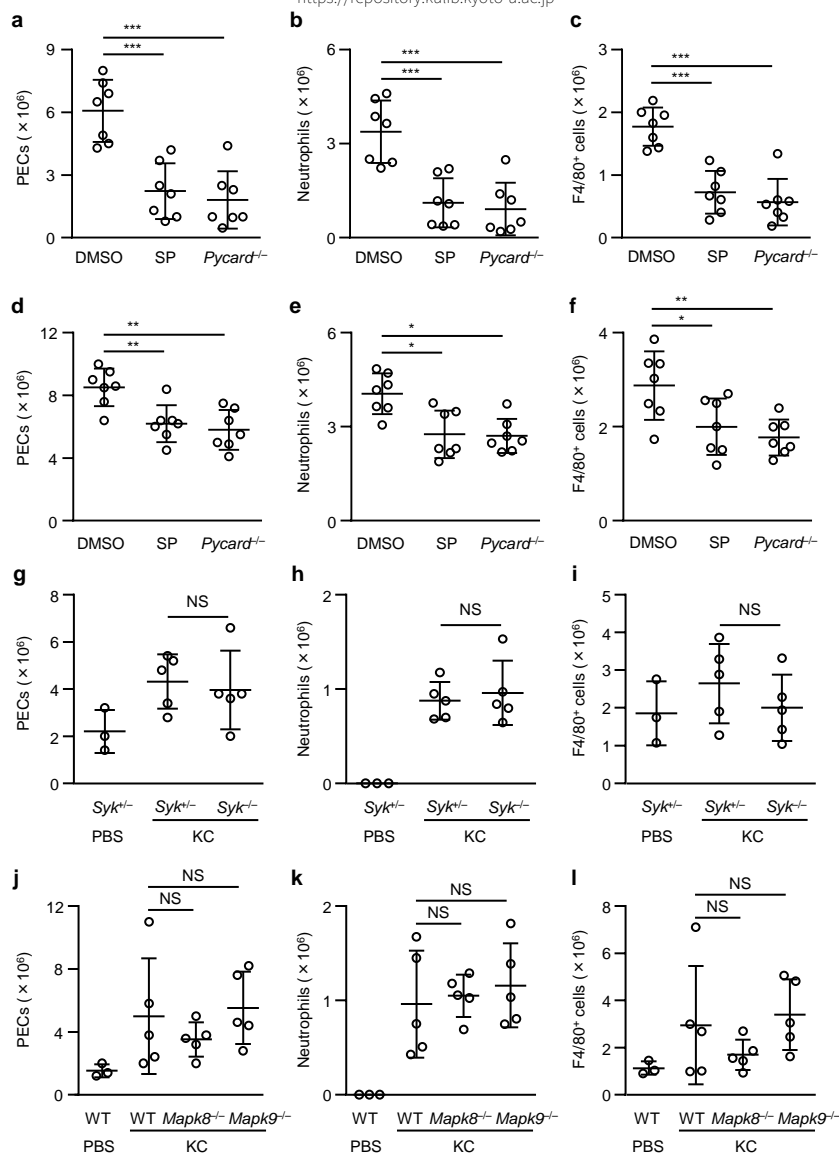 https://repository.kulib.kyoto-u.ac.jp
a
***
***
9
6
3
0
PECs (×10⁶)
DMSO SP Pycard–/–
b
***
***
6
3
0
Neutrophils (×10⁶)
DMSO SP Pycard–/–
c
***
***
3
2
1
0
F4/80⁺ cells (×10⁶)
DMSO SP Pycard–/–
d
**
**
12
8
4
0
PECs (×10⁶)
DMSO SP Pycard–/–
e
*
*
6
3
0
Neutrophils (×10⁶)
DMSO SP Pycard–/–
f
**
*
4
2
0
F4/80⁺ cells (×10⁶)
DMSO SP Pycard–/–
g
NS
8
6
4
2
0
PECs (×10⁶)
Syk+/– Syk+/– Syk–/–
PBS KC
h
NS
2
1
0
Neutrophils (×10⁶)
Syk+/– Syk+/– Syk–/–
PBS KC
i
NS
5
4
3
2
1
0
F4/80⁺ cells (×10⁶)
Syk+/– Syk+/– Syk–/–
PBS KC
j
NS
NS
12
8
4
0
PECs (×10⁶)
WT WT Mapk8–/– Mapk9–/–
PBS KC
k
NS
NS
2
1
0
Neutrophils (×10⁶)
WT WT Mapk8–/– Mapk9–/–
PBS KC
l
NS
NS
8
6
4
2
0
F4/80⁺ cells (×10⁶)
WT WT Mapk8–/– Mapk9–/–
PBS KC